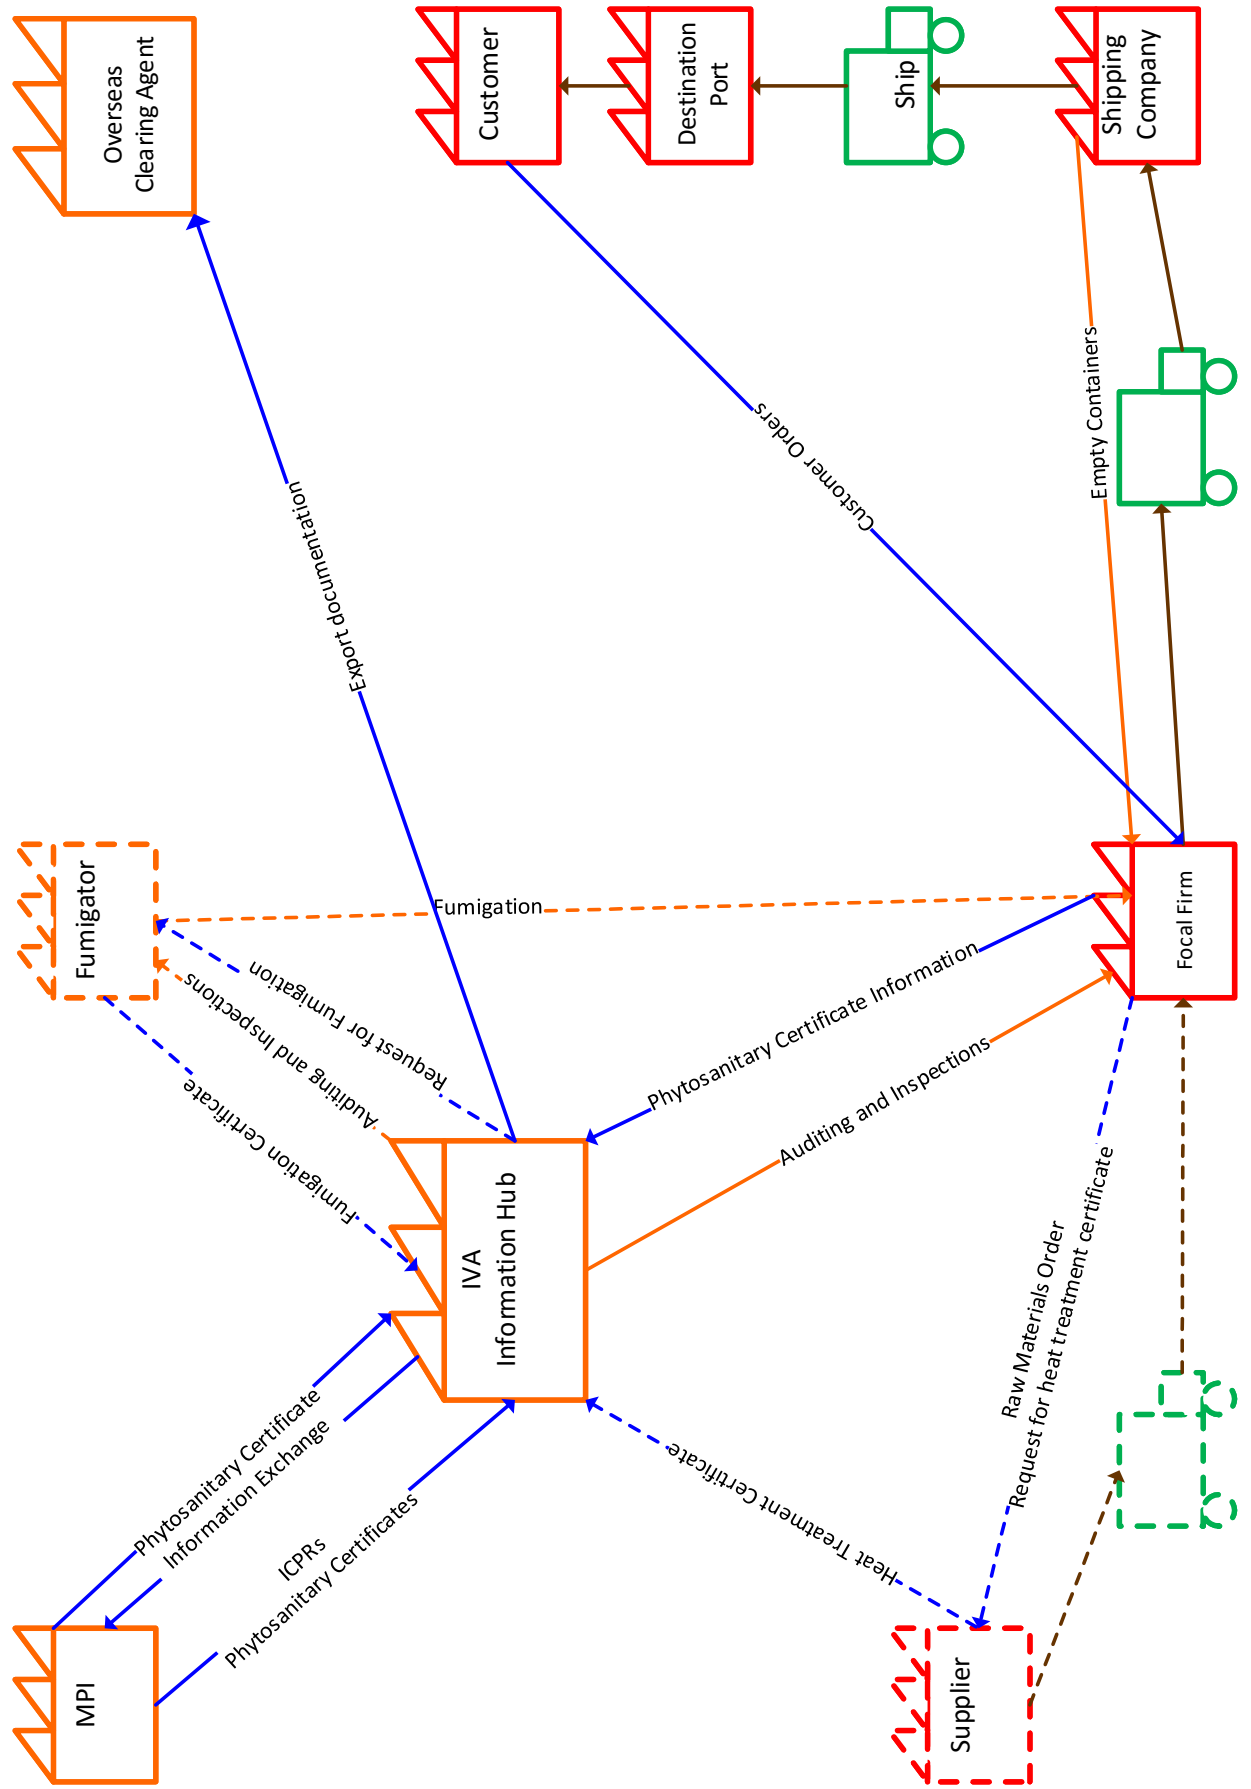 MPI
Phytosanitary Certificate
Information Exchange
ICPRs
Phytosanitary Certificates
Fumigator
Overseas
Clearing Agent
Fumigation Certificate
Auditing and Inspections
Request for Fumigation
Export documentation
IVA
Information Hub
Fumigation
Customer
Customer Orders
Destination
Port
Heat Treatment Certificate
Phytosanitary Certificate Information
Auditing and Inspections
Ship
Supplier
Raw Materials Order
Request for heat treatment certificate
Empty Containers
Focal Firm
Shipping
Company